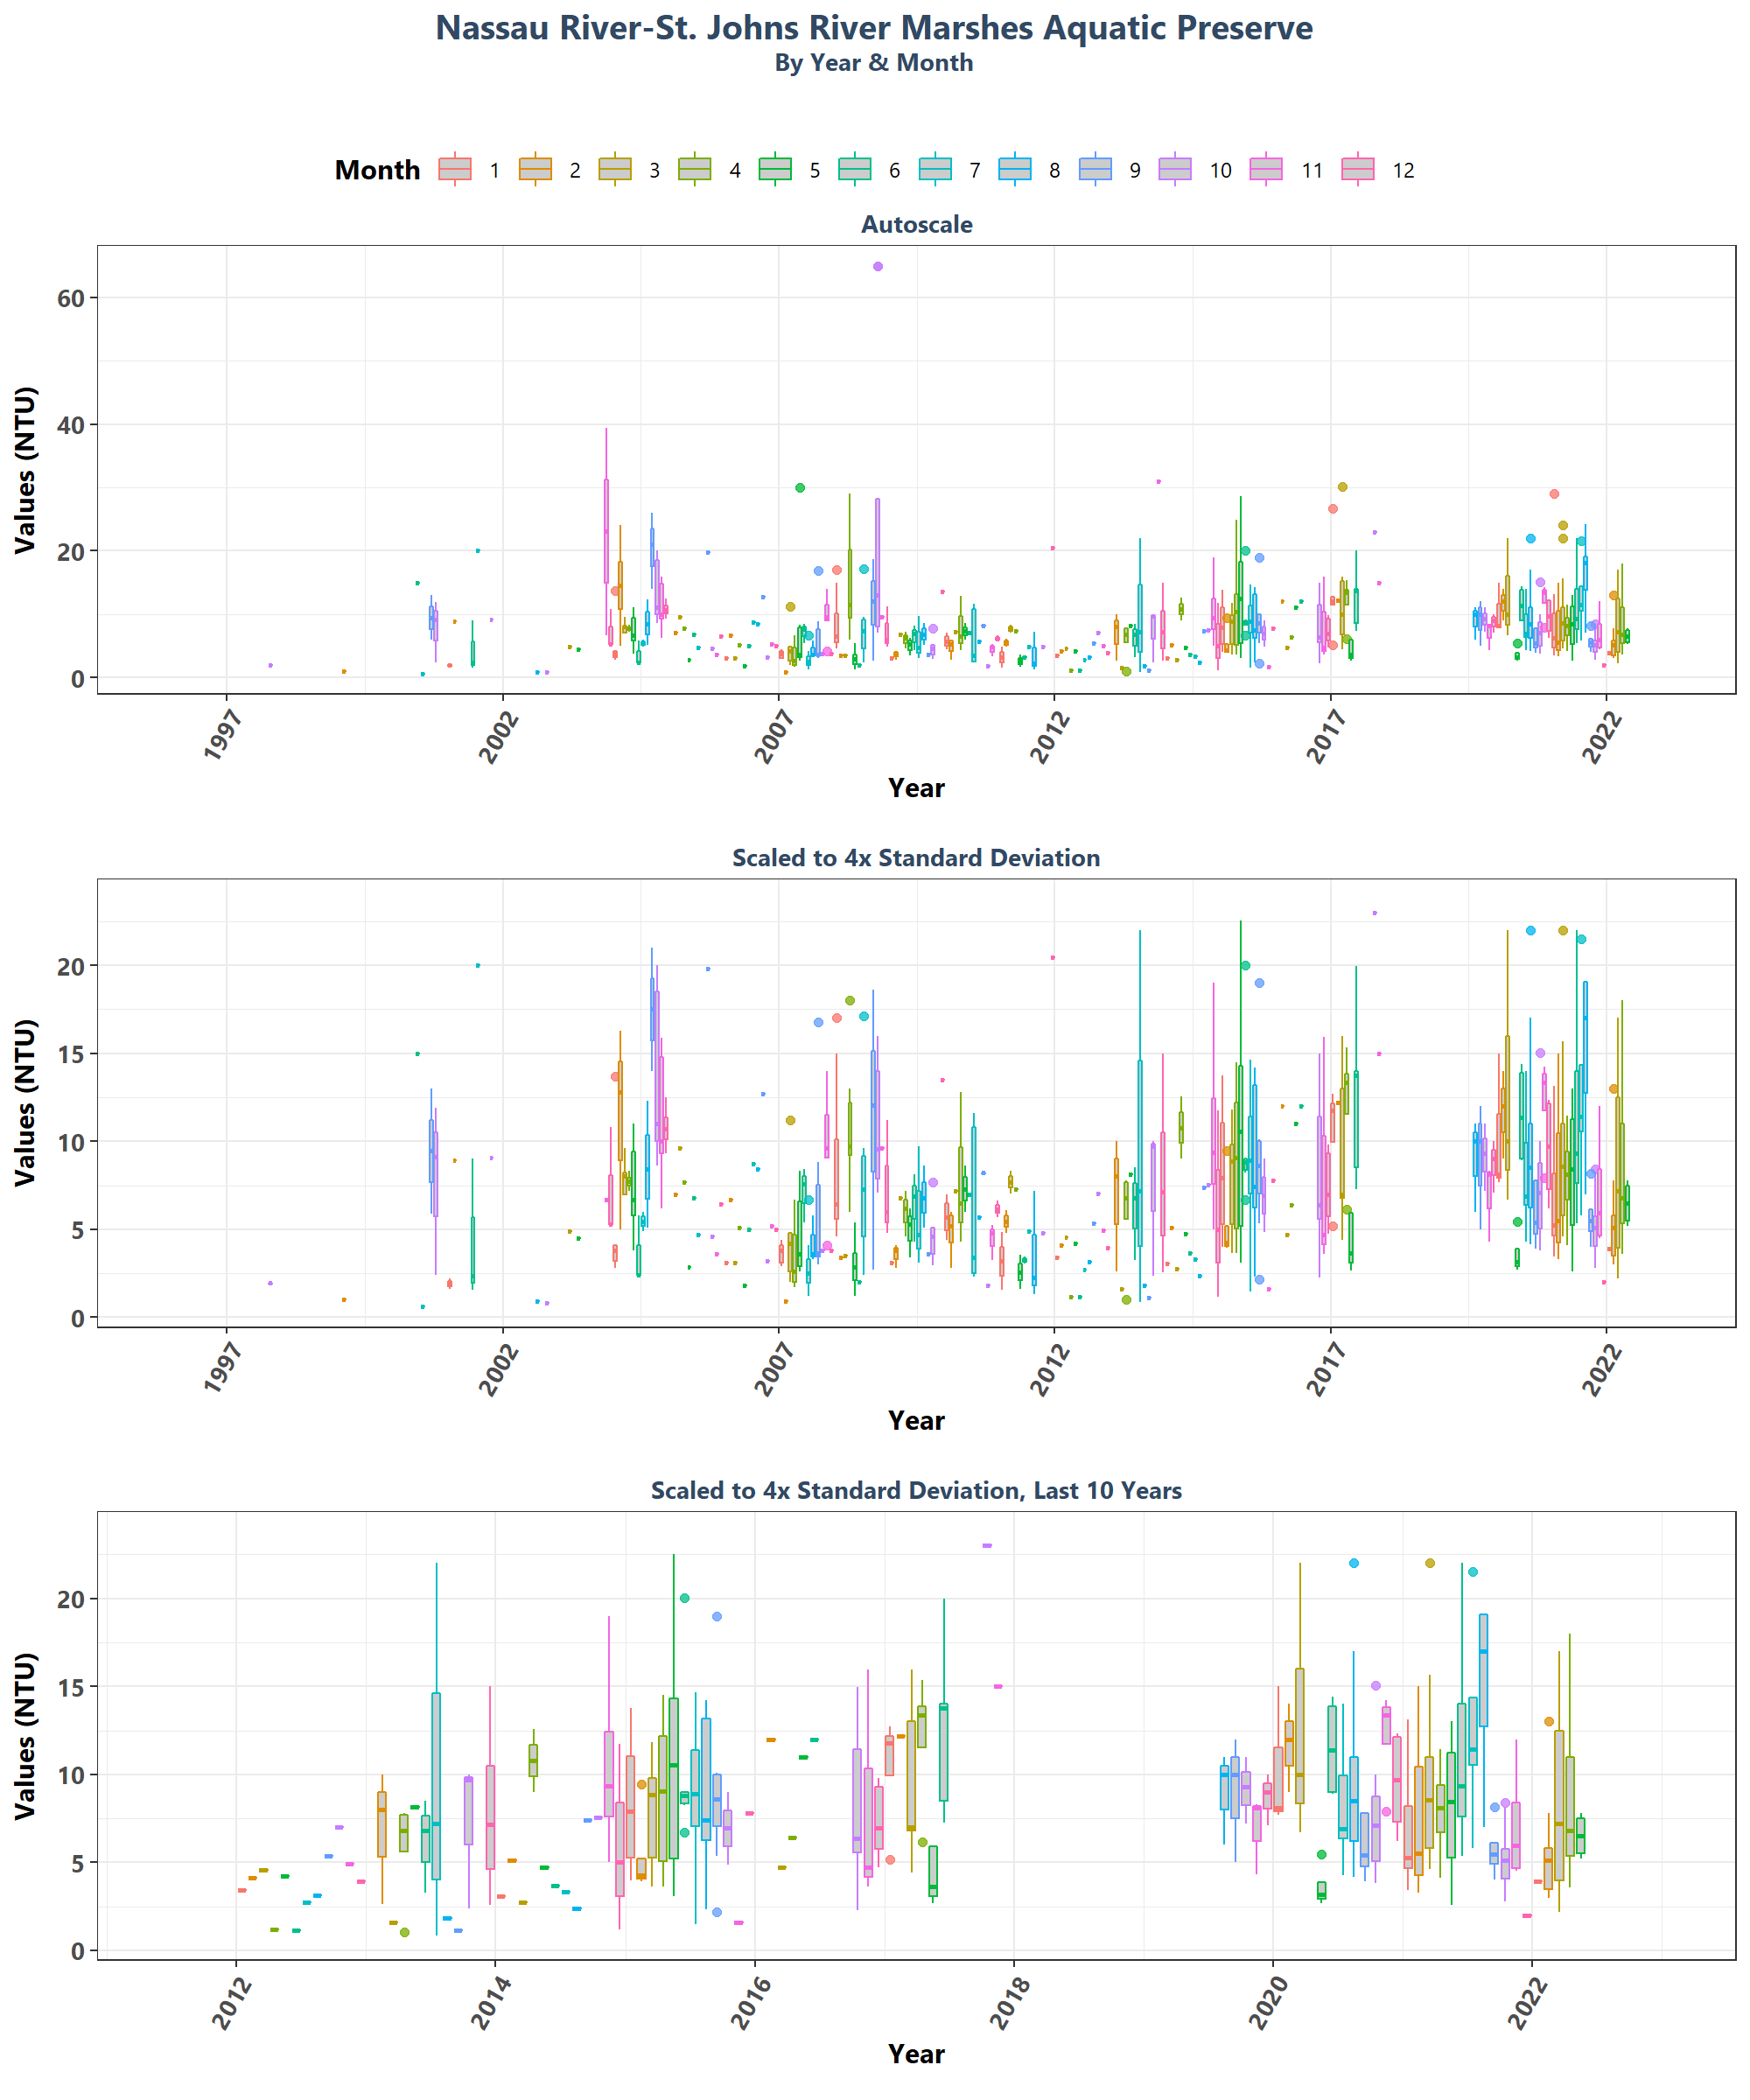 Nassau River-St. Johns River Marshes Aquatic Preserve
By Year & Month
Month 1 2 3 4 5 6 7 8 9 10 11 12
Autoscale
Values (NTU)
60
40
20
0
1997 2002 2007 2012 2017 2022
Year
Scaled to 4x Standard Deviation
Values (NTU)
20
15
10
5
0
1997 2002 2007 2012 2017 2022
Year
Scaled to 4x Standard Deviation, Last 10 Years
Values (NTU)
20
15
10
5
0
2012 2014 2016 2018 2020 2022
Year